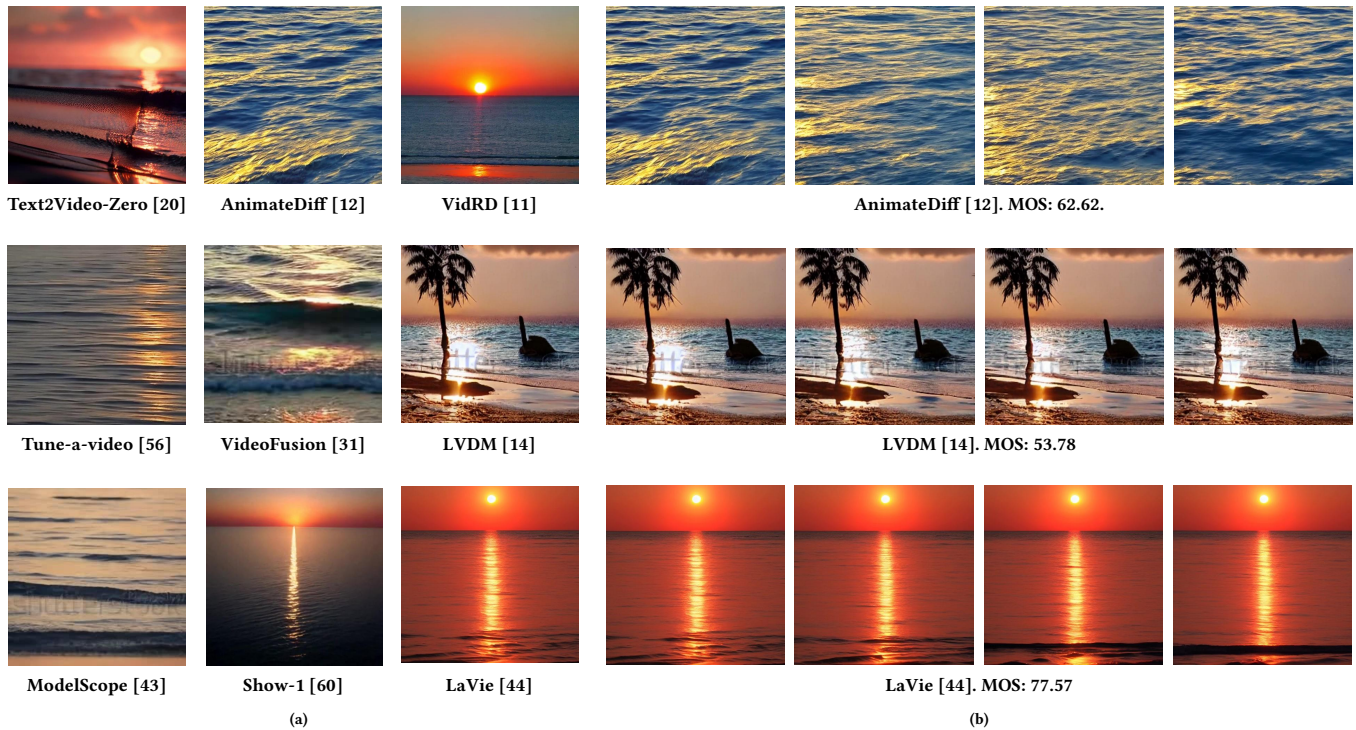 Text2Video-Zero [20] AnimateDiff [12] VidRD [11] AnimateDiff [12]. MOS: 62.62.
Tune-a-video [56] VideoFusion [31] LVDM [14] LVDM [14]. MOS: 53.78
shutterstock
ModelScope [43] Show-1 [60] LaVie [44] LaVie [44]. MOS: 77.57
(a) (b)